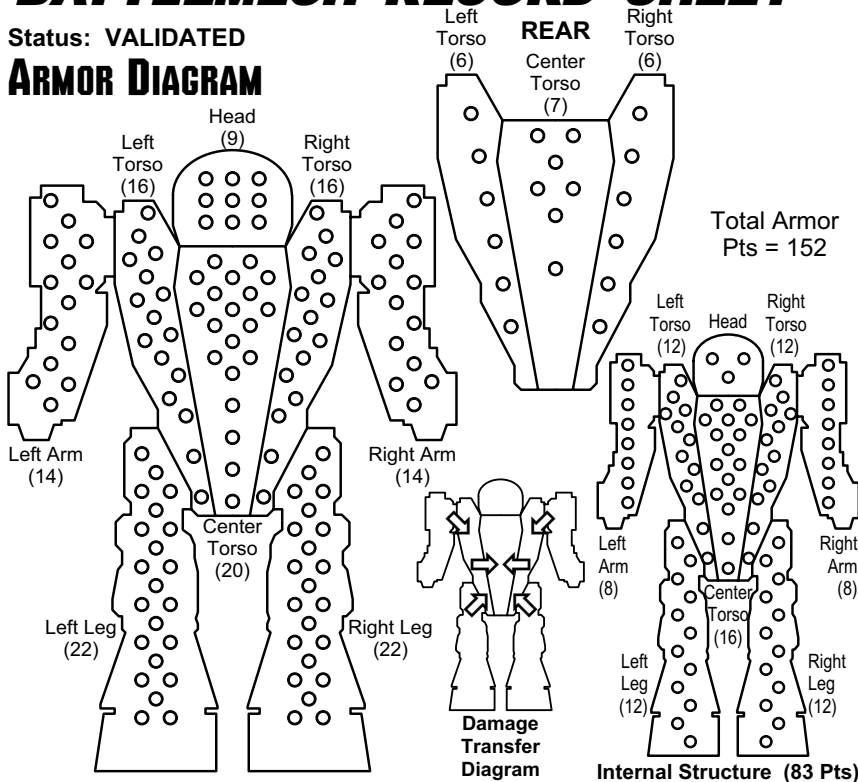 BATTLEMECH RECORD SHEET
Status: VALIDATED
ARMOR DIAGRAM
Head
(9)
Left
Torso
(16)
Right
Torso
(16)
Left Arm
(14)
Right Arm
(14)
Center
Torso
(20)
Left Leg
(22)
Right Leg
(22)
Left
Torso
(6)
REAR
Center
Torso
(7)
Right
Torso
(6)
Total Armor
Pts = 152
Left
Torso
(12)
Head
Right
Torso
(12)
Left
Arm
(8)
Right
Arm
(8)
Center
Torso
(16)
Left
Leg
(12)
Right
Leg
(12)
Damage
Transfer
Diagram
Internal Structure (83 Pts)